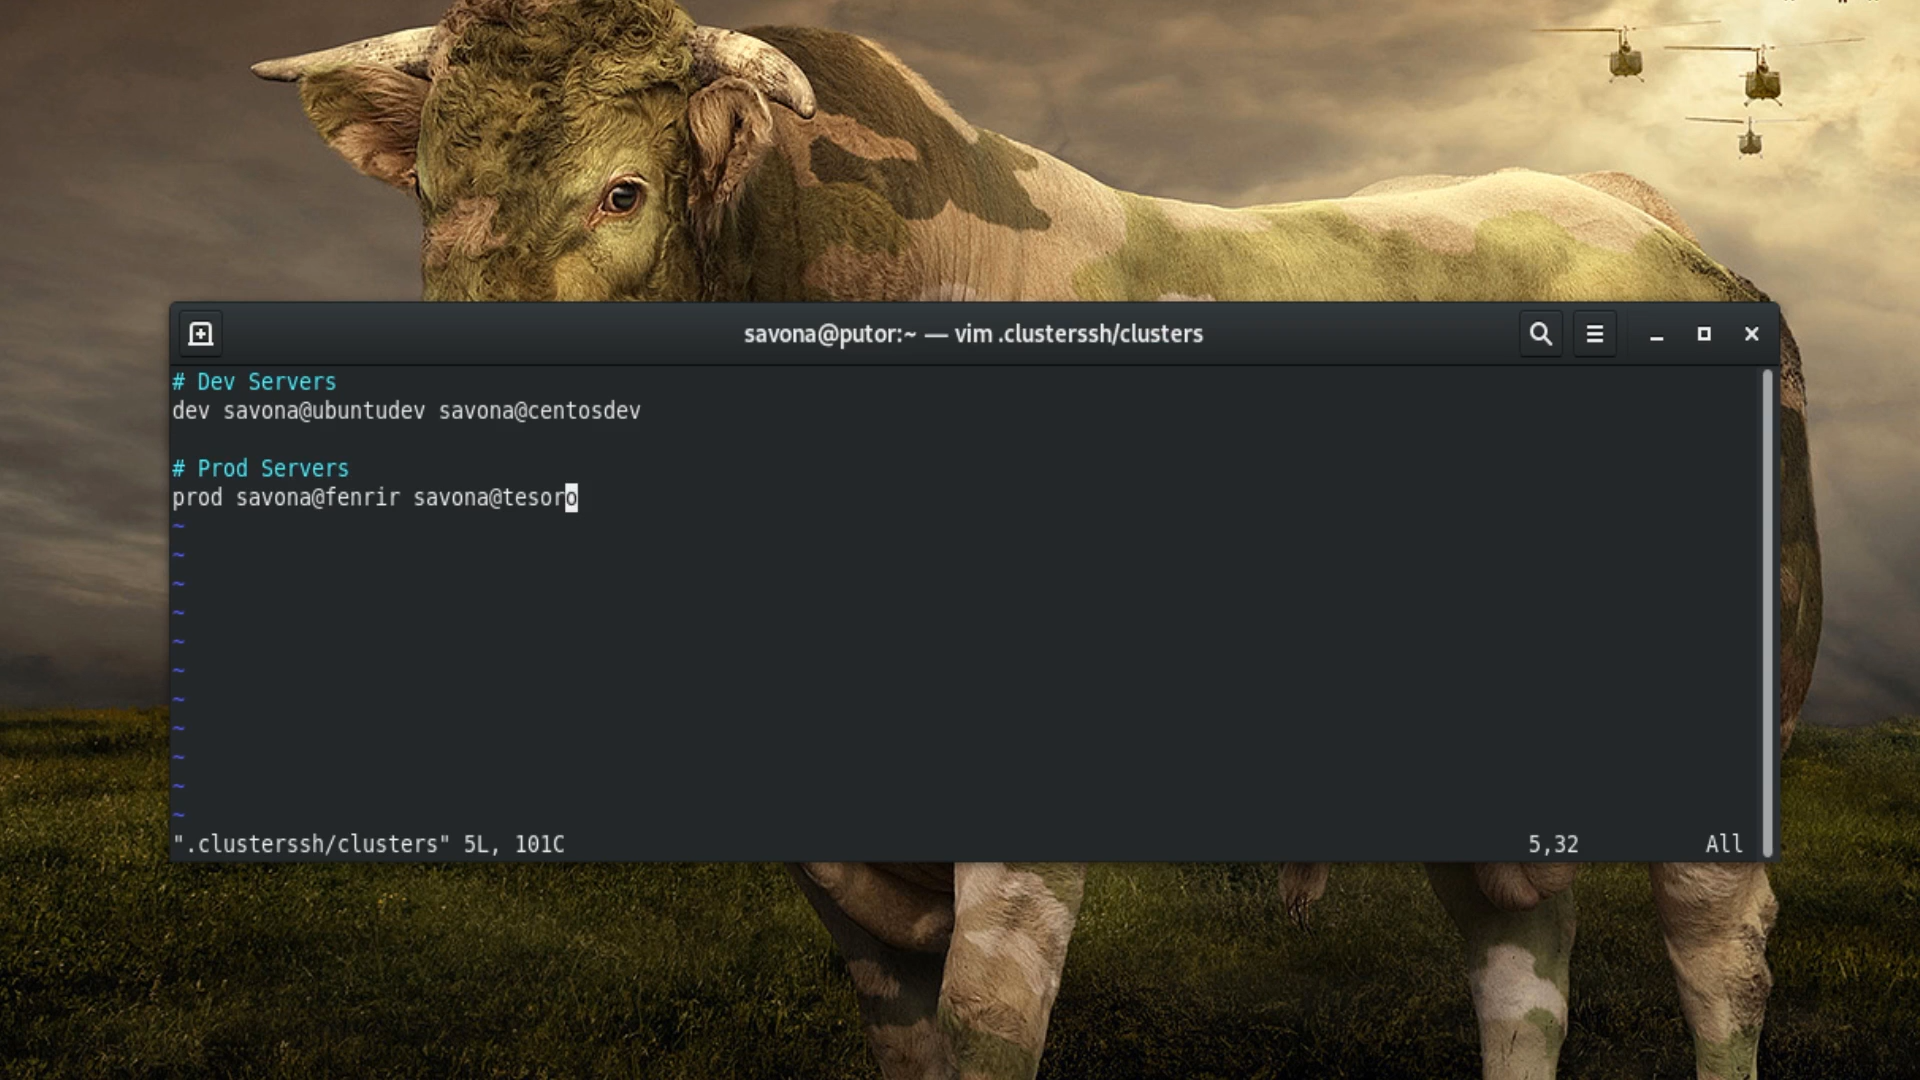 savona@putor:~ — vim .clusterssh/clusters
# Dev Servers
dev savona@ubuntudev savona@centosdev
# Prod Servers
prod savona@fenrir savona@tesoro
~
~
~
~
~
~
~
~
~
~
~
".clusterssh/clusters" 5L, 101C 5,32 All